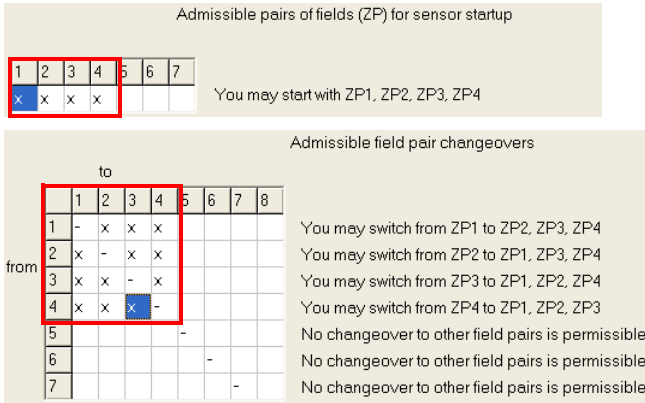 Admissible pairs of fields (ZP) for sensor startup
1 2 3 4 5 6 7
x x x x You may start with ZP1, ZP2, ZP3, ZP4
Admissible field pair changeovers
to
1 2 3 4 5 6 7 8
1 - x x x You may switch from ZP1 to ZP2, ZP3, ZP4
2 x - x x You may switch from ZP2 to ZP1, ZP3, ZP4
from
3 x x - x You may switch from ZP3 to ZP1, ZP2, ZP4
4 x x x - You may switch from ZP4 to ZP1, ZP2, ZP3
5 - No changeover to other field pairs is permissible
6 - No changeover to other field pairs is permissible
7 - No changeover to other field pairs is permissible